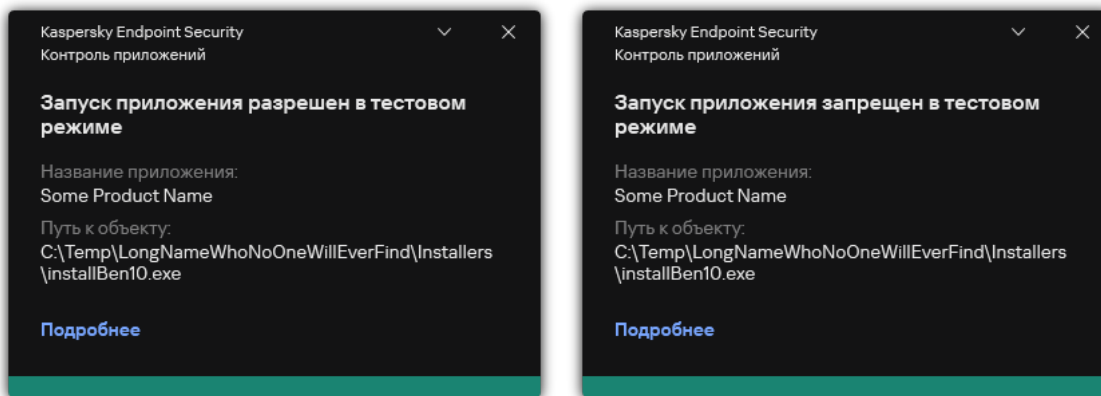 Kaspersky Endpoint Security
Контроль приложений
Запуск приложения разрешен в тестовом
режиме
Название приложения:
Some Product Name
Путь к объекту:
C:\Temp\LongNameWhoNoOneWillEverFind\Installers
\installBen10.exe
Подробнее
Kaspersky Endpoint Security
Контроль приложений
Запуск приложения запрещен в тестовом
режиме
Название приложения:
Some Product Name
Путь к объекту:
C:\Temp\LongNameWhoNoOneWillEverFind\Installers
\installBen10.exe
Подробнее